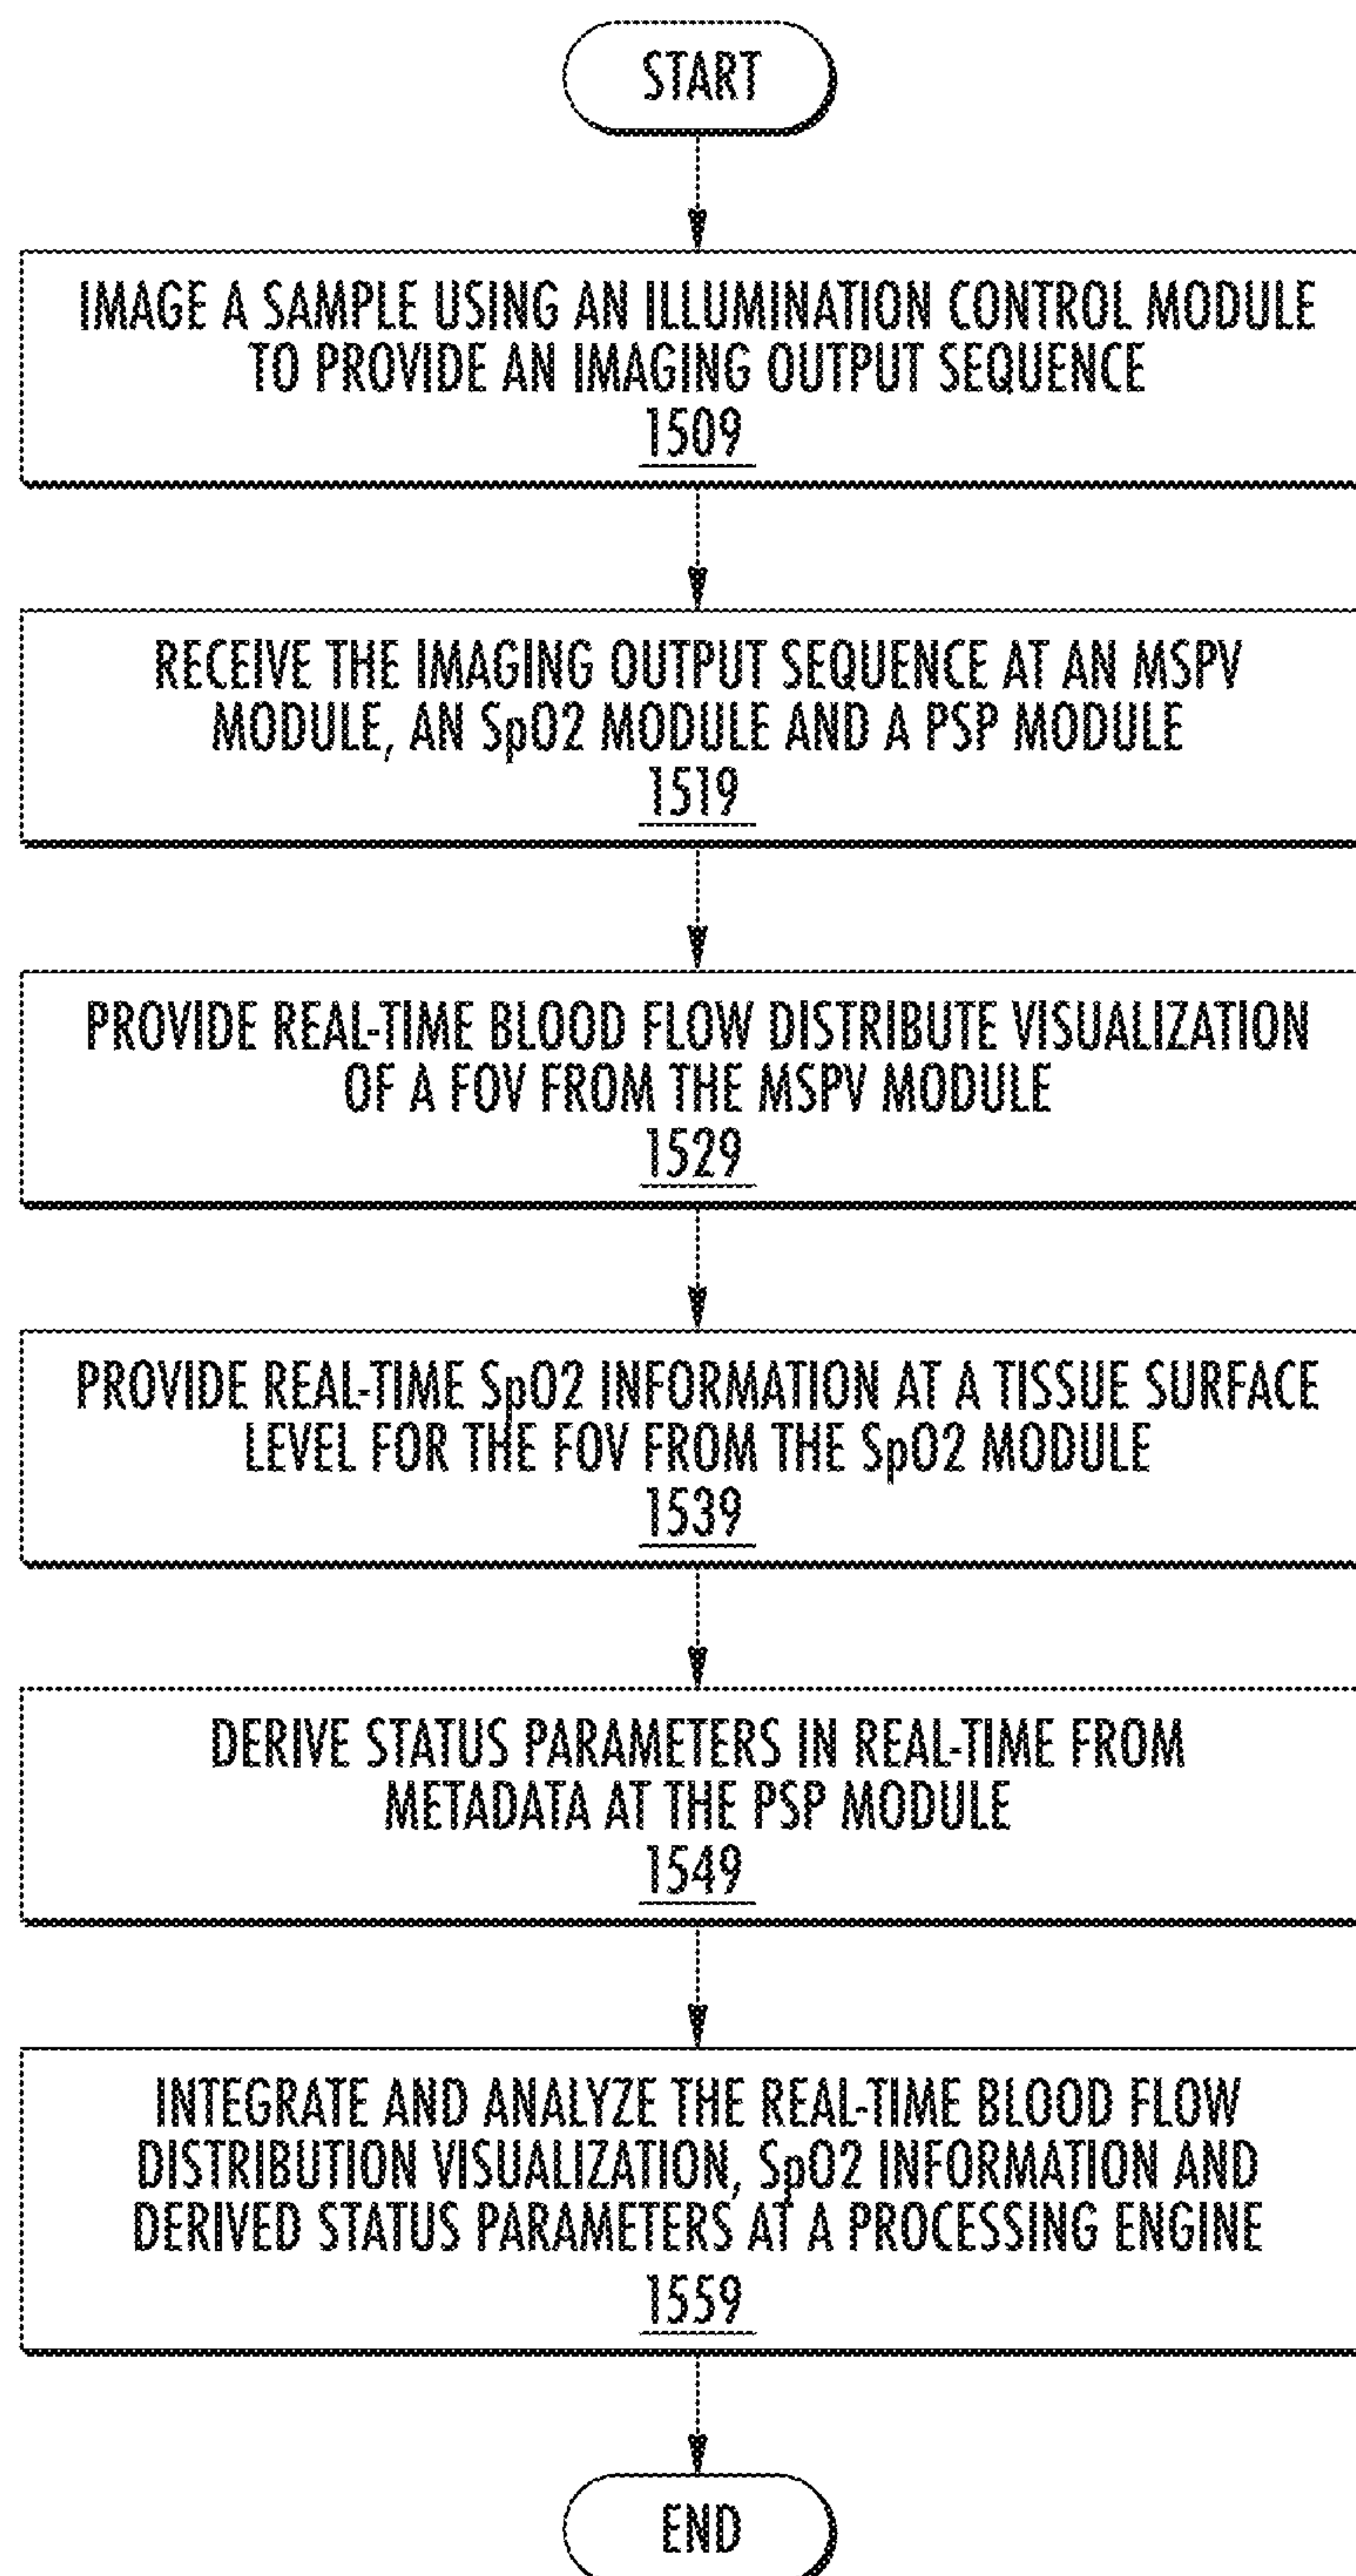 START
IMAGE A SAMPLE USING AN ILLUMINATION CONTROL MODULE
TO PROVIDE AN IMAGING OUTPUT SEQUENCE
1509
RECEIVE THE IMAGING OUTPUT SEQUENCE AT AN MSPV
MODULE, AN SpO2 MODULE AND A PSP MODULE
1519
PROVIDE REAL-TIME BLOOD FLOW DISTRIBUTE VISUALIZATION
OF A FOV FROM THE MSPV MODULE
1529
PROVIDE REAL-TIME SpO2 INFORMATION AT A TISSUE SURFACE
LEVEL FOR THE FOV FROM THE SpO2 MODULE
1539
DERIVE STATUS PARAMETERS IN REAL-TIME FROM
METADATA AT THE PSP MODULE
1549
INTEGRATE AND ANALYZE THE REAL-TIME BLOOD FLOW
DISTRIBUTION VISUALIZATION, SpO2 INFORMATION AND
DERIVED STATUS PARAMETERS AT A PROCESSING ENGINE
1559
END